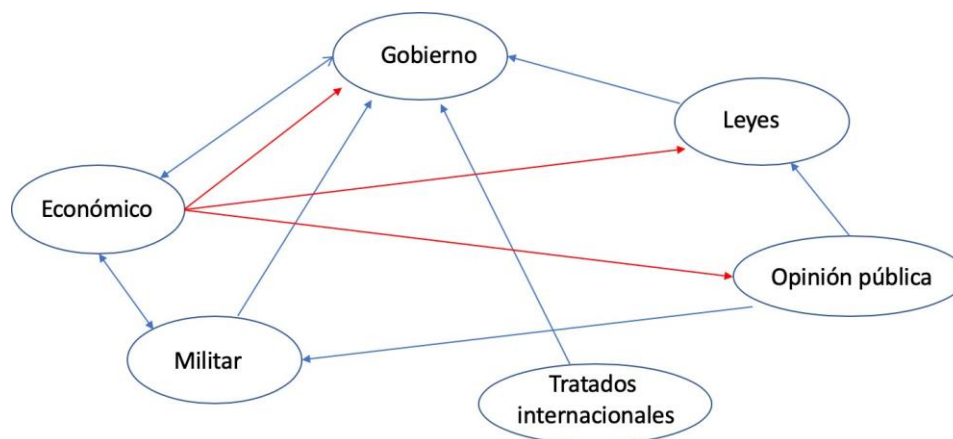 Gobierno
Leyes
Económico
Opinión pública
Militar
Tratados
internacionales